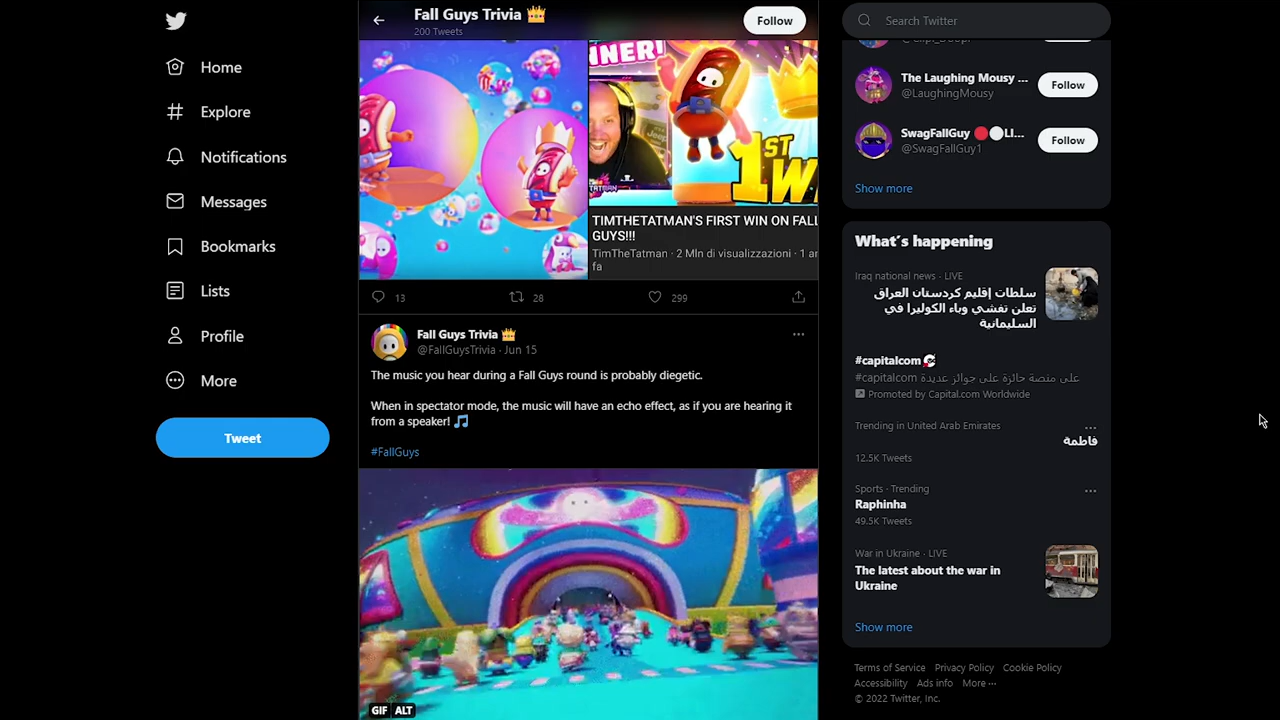 Home
Explore
Notifications
Messages
Bookmarks
Lists
Profile
More
Tweet
Fall Guys Trivia 👑
200 Tweets
Follow
NNER!
1ST
TIMTHETATMAN'S FIRST WIN ON FALL
GUYS!!!
TimTheTatman · 2 Mln di visualizzazioni · 1 an
fa
13
28
299
Fall Guys Trivia 👑
@FallGuysTrivia · Jun 15
The music you hear during a Fall Guys round is probably diegetic.
When in spectator mode, the music will have an echo effect, as if you are hearing it
from a speaker! 🎵
#FallGuys
GIF ALT
Search Twitter
The Laughing Mousy ...
@LaughingMousy
Follow
SwagFallGuy 🔴⚪LI...
@SwagFallGuy1
Follow
Show more
What's happening
Iraq national news · LIVE
سلطات إقليم كردستان العراق
تعلن تفشي وباء الكوليرا في
السليمانية
#capitalcom
#capitalcom على منصة حائزة على جوائز عديدة
Promoted by Capital.com Worldwide
Trending in United Arab Emirates
فاطمة
12.5K Tweets
Sports · Trending
Raphinha
49.5K Tweets
War in Ukraine · LIVE
The latest about the war in
Ukraine
Show more
Terms of Service Privacy Policy Cookie Policy
Accessibility Ads info More ···
© 2022 Twitter, Inc.